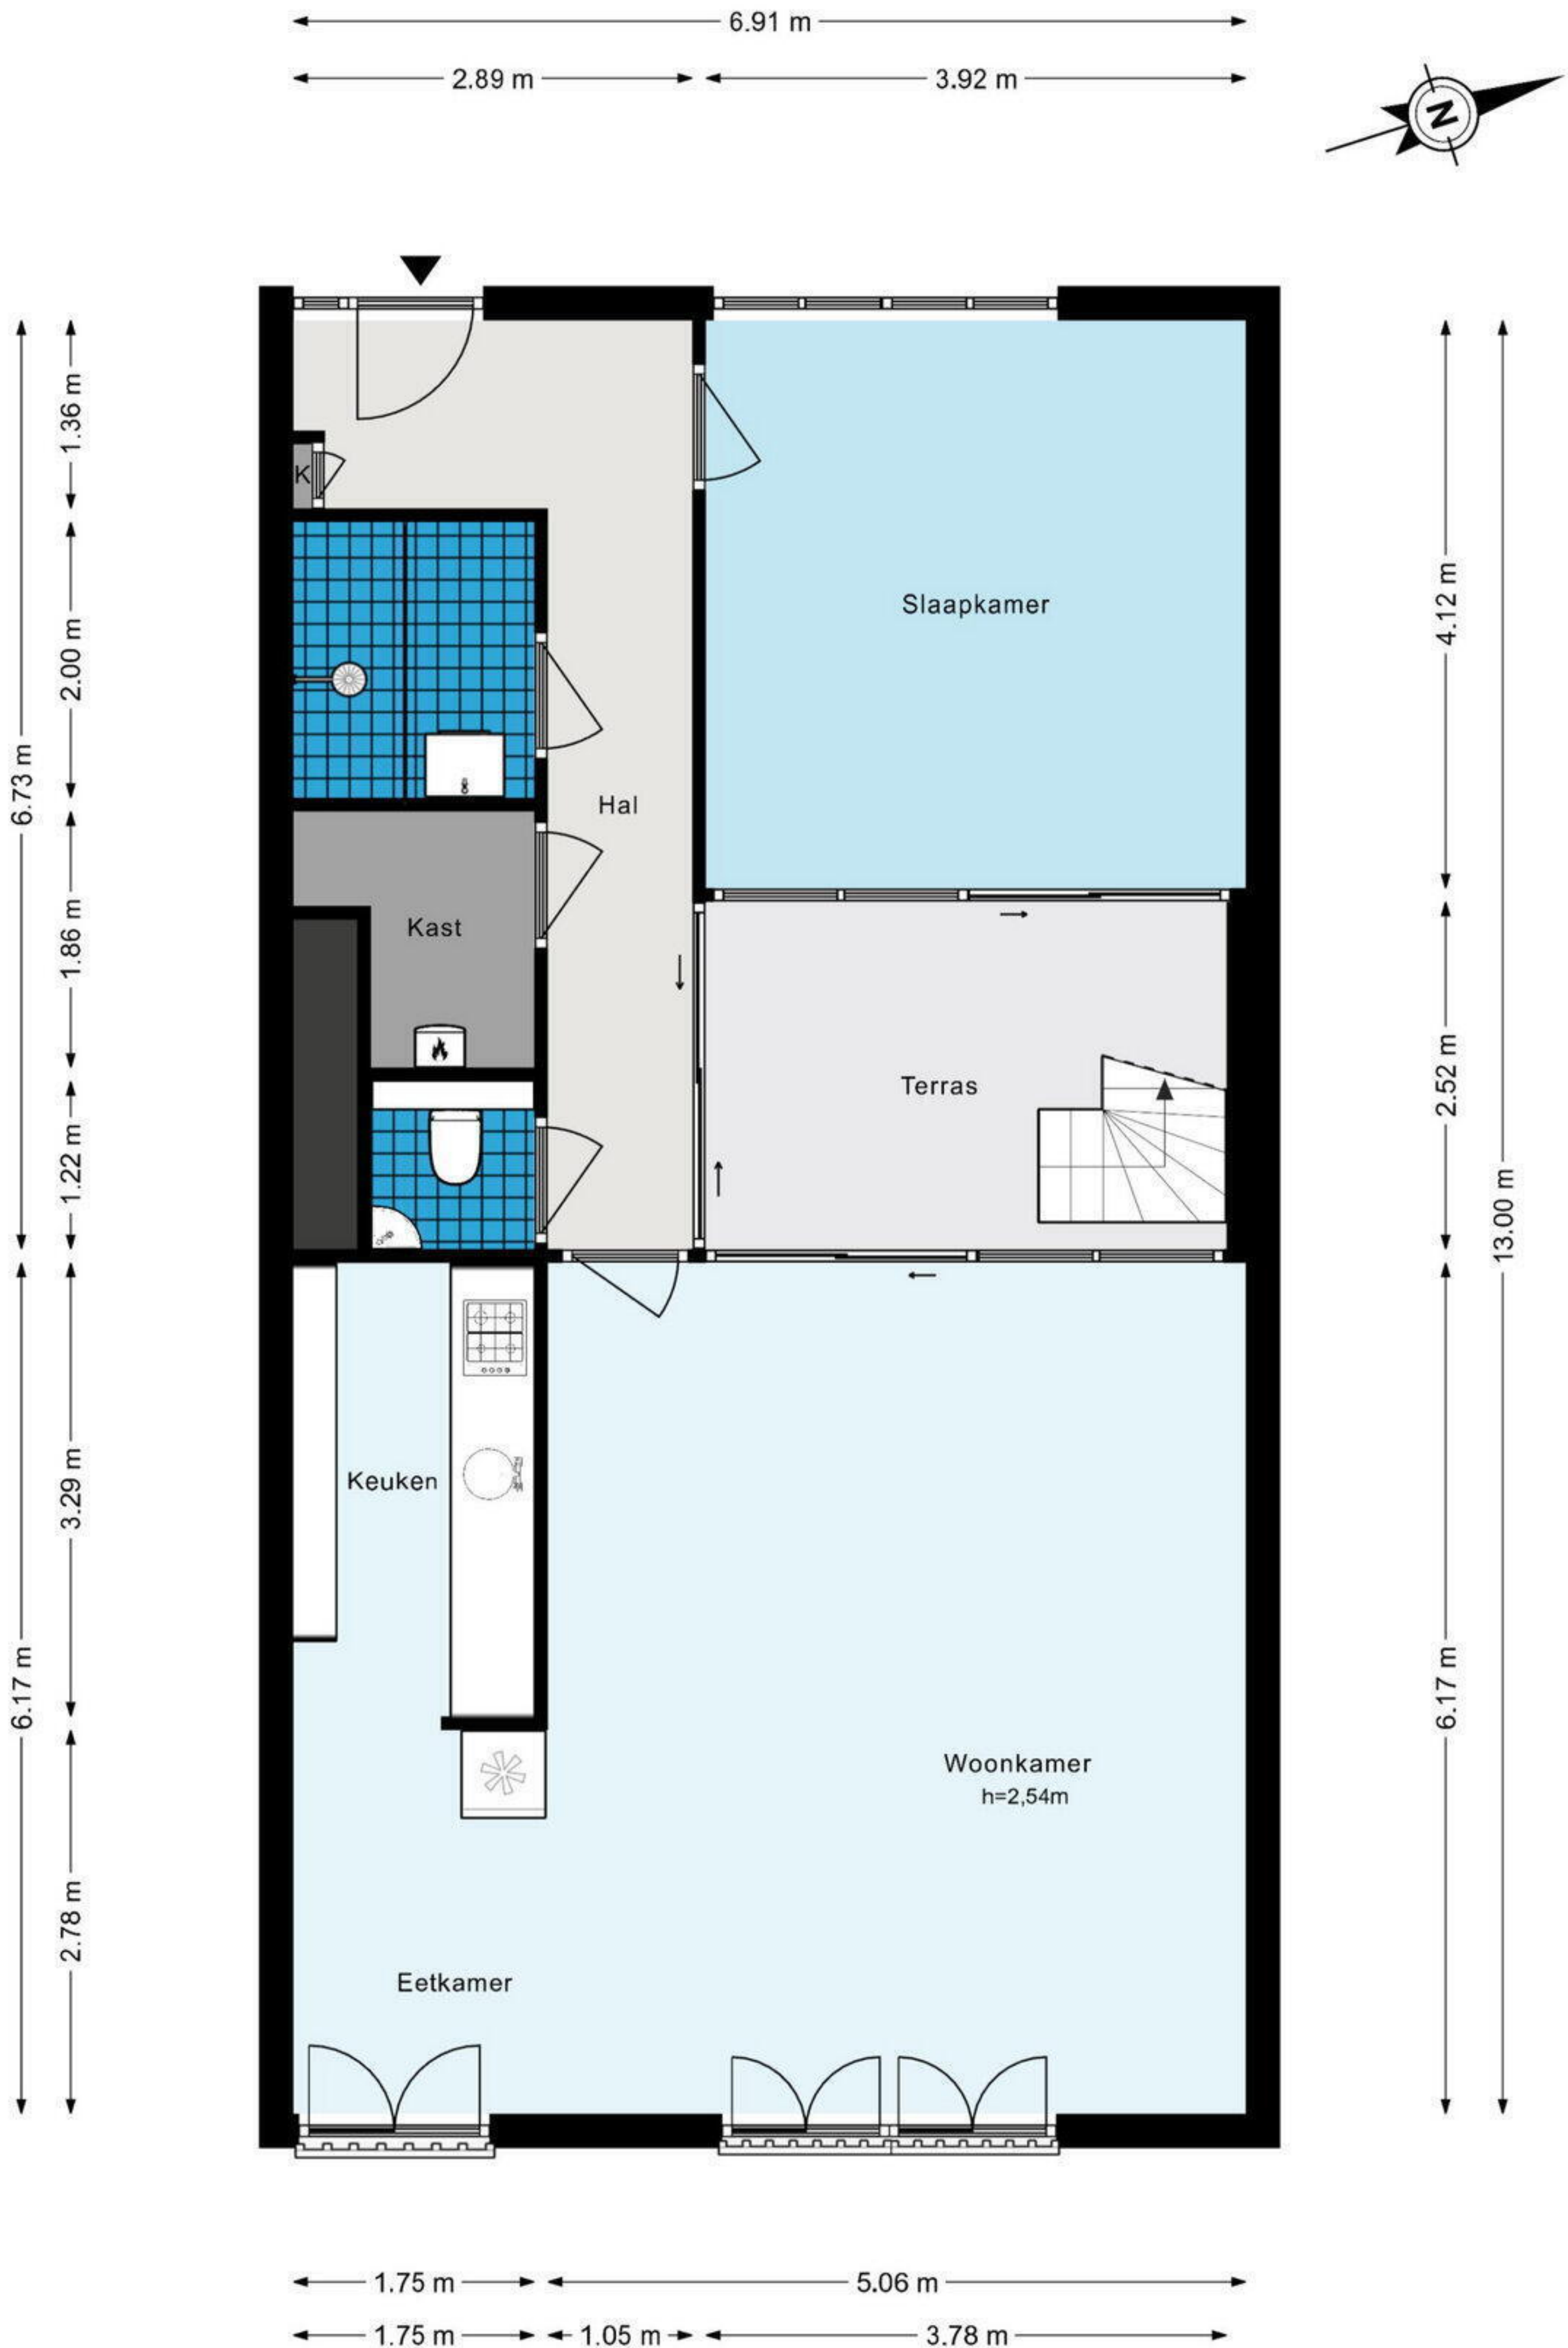 6.91 m
2.89 m
3.92 m
N
1.36 m
K
2.00 m
4.12 m
Slaapkamer
6.73 m
Hal
1.86 m
Kast
2.52 m
Terras
1.22 m
13.00 m
3.29 m
Keuken
6.17 m
6.17 m
Woonkamer
h=2,54m
2.78 m
Eetkamer
1.75 m
5.06 m
1.75 m
1.05 m
3.78 m